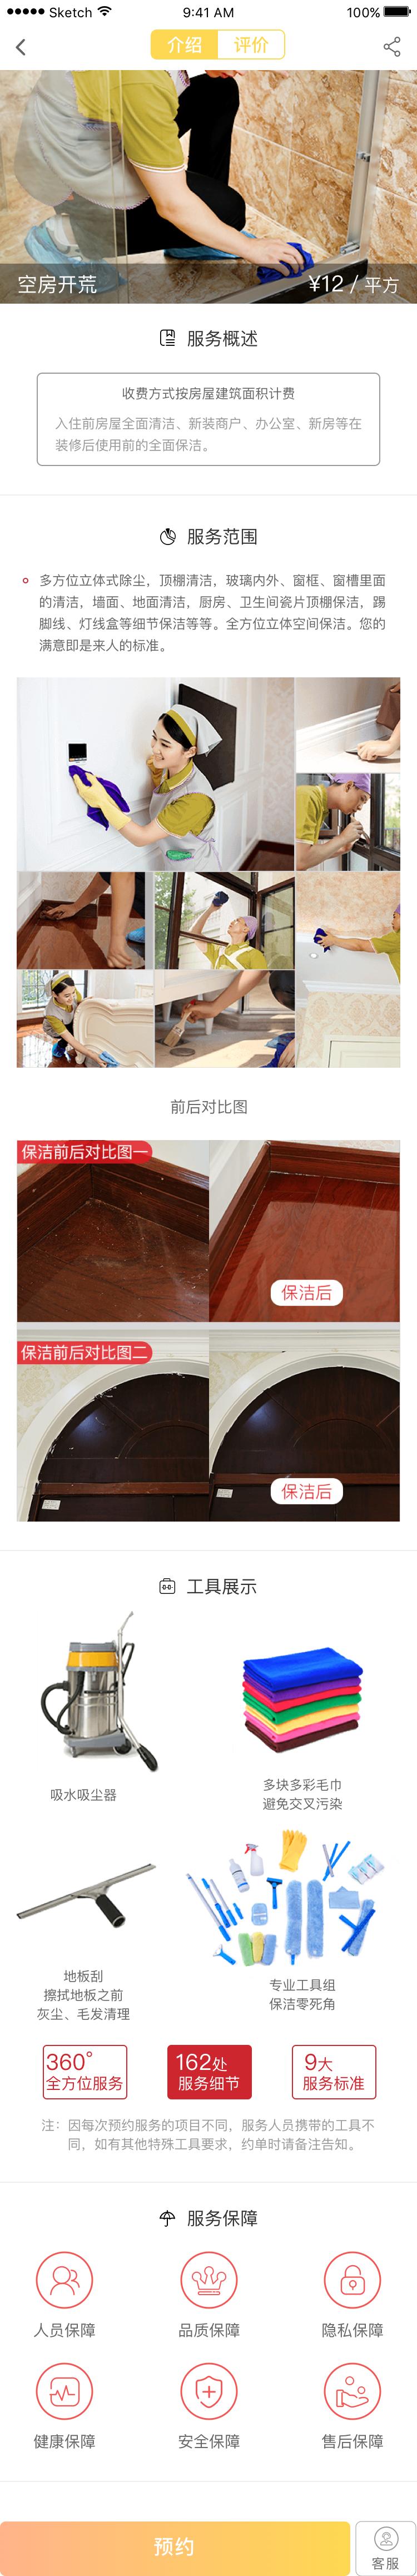 Sketch 9:41 AM 100%
介绍 评价
空房开荒 ¥12 / 平方
服务概述
收费方式按房屋建筑面积计费
入住前房屋全面清洁、新装商户、办公室、新房等在
装修后使用前的全面保洁。
服务范围
多方位立体式除尘，顶棚清洁，玻璃内外、窗框、窗槽里面
的清洁，墙面、地面清洁，厨房、卫生间瓷片顶棚保洁，踢
脚线、灯线盒等细节保洁等等。全方位立体空间保洁。您的
满意即是来人的标准。
前后对比图
保洁前后对比图一
保洁后
保洁前后对比图二
保洁后
工具展示
吸水吸尘器
多块多彩毛巾
避免交叉污染
地板刮
擦拭地板之前
灰尘、毛发清理
专业工具组
保洁零死角
360°
全方位服务
162处
服务细节
9大
服务标准
注：因每次预约服务的项目不同，服务人员携带的工具不
同，如有其他特殊工具要求，约单时请备注告知。
服务保障
人员保障 品质保障 隐私保障
健康保障 安全保障 售后保障
预约
客服